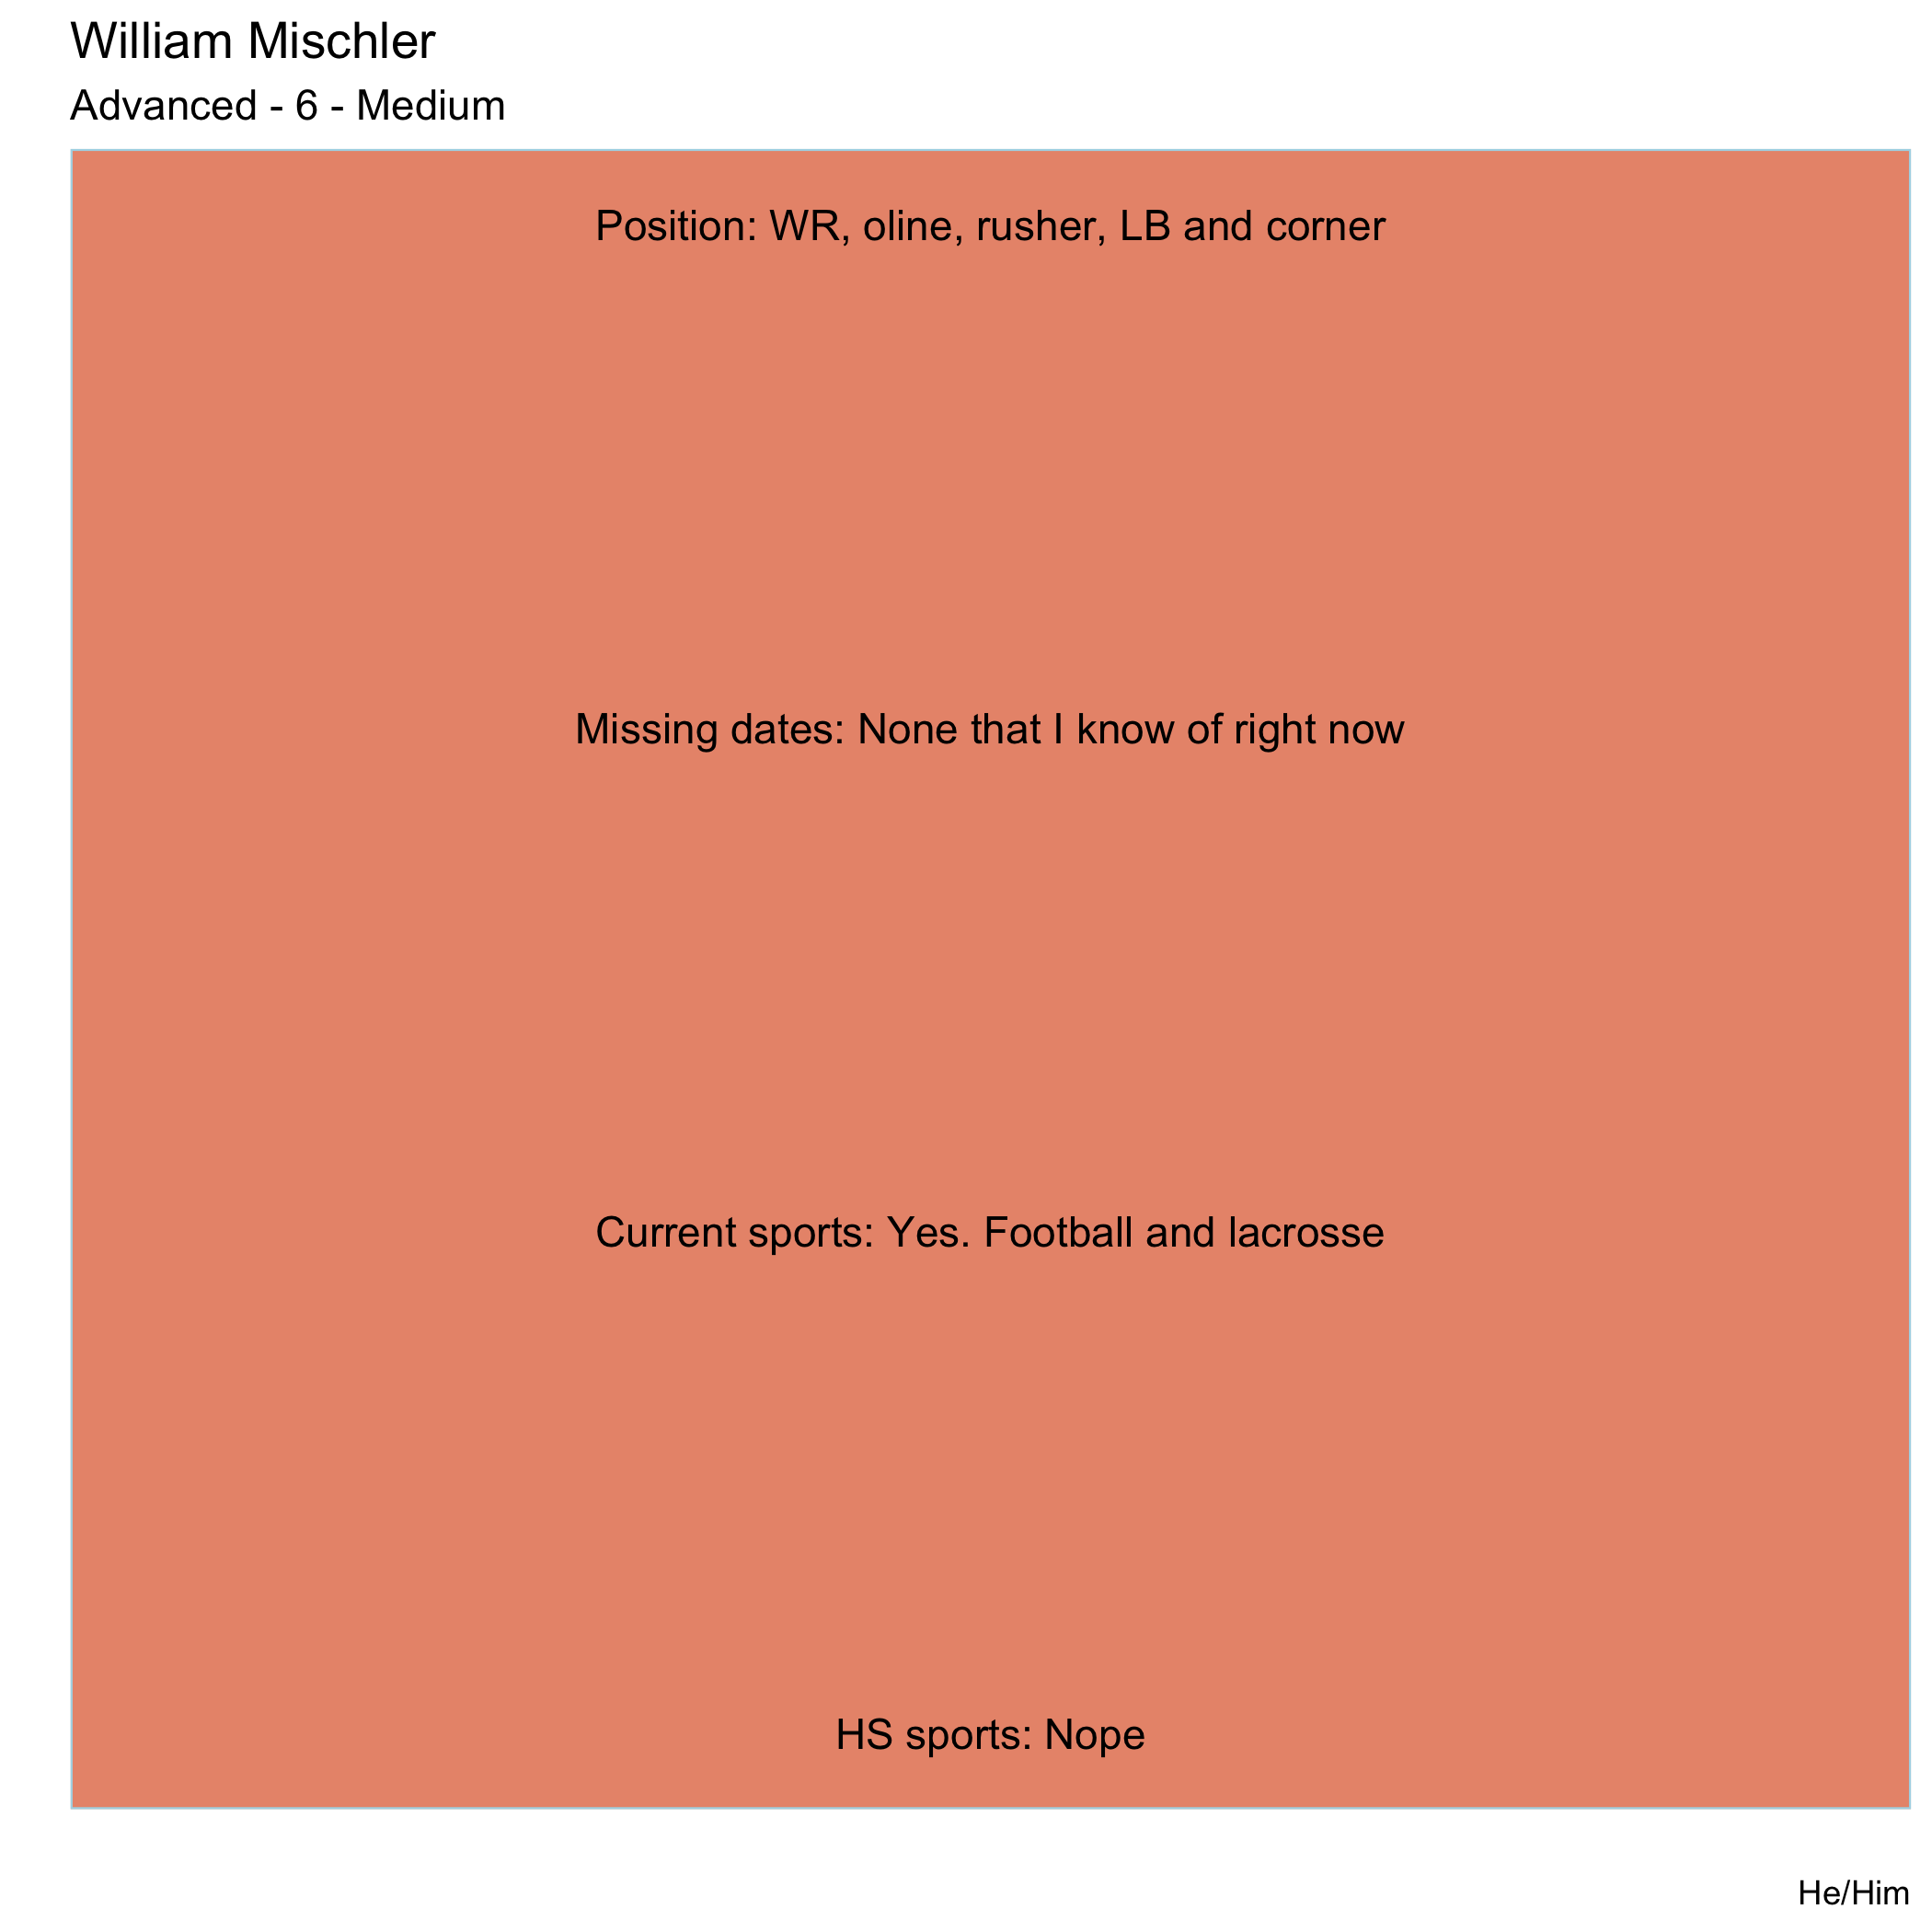 William Mischler
Advanced - 6 - Medium
Position: WR, oline, rusher, LB and corner
Missing dates: None that I know of right now
Current sports: Yes. Football and lacrosse
HS sports: Nope
He/Him